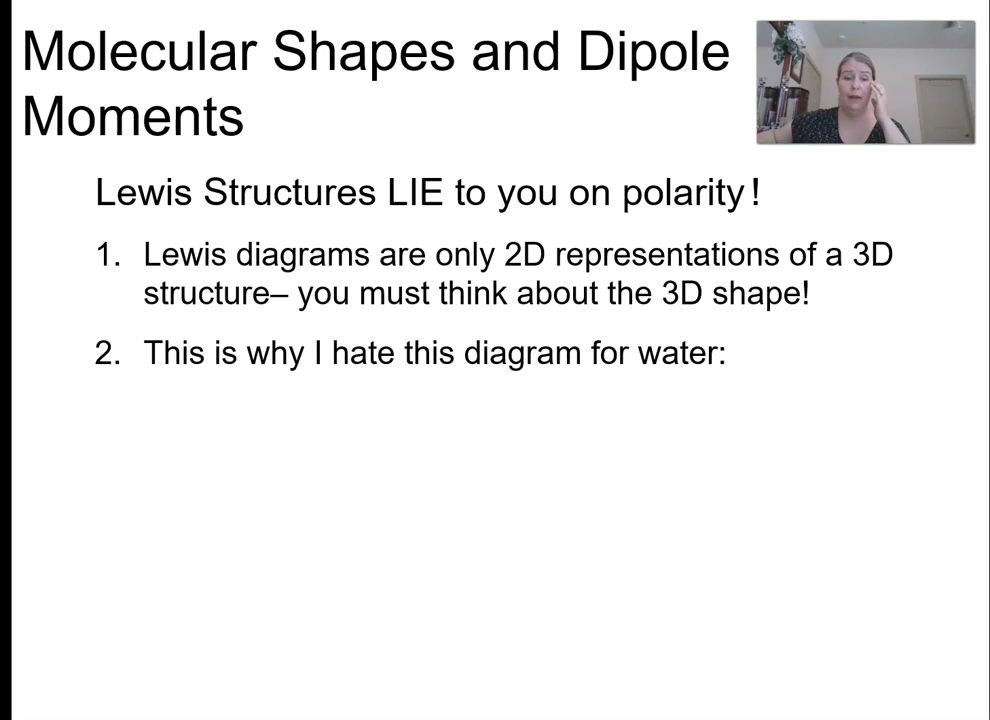 Molecular Shapes and Dipole
Moments
Lewis Structures LIE to you on polarity!
1. Lewis diagrams are only 2D representations of a 3D
structure– you must think about the 3D shape!
2. This is why I hate this diagram for water: